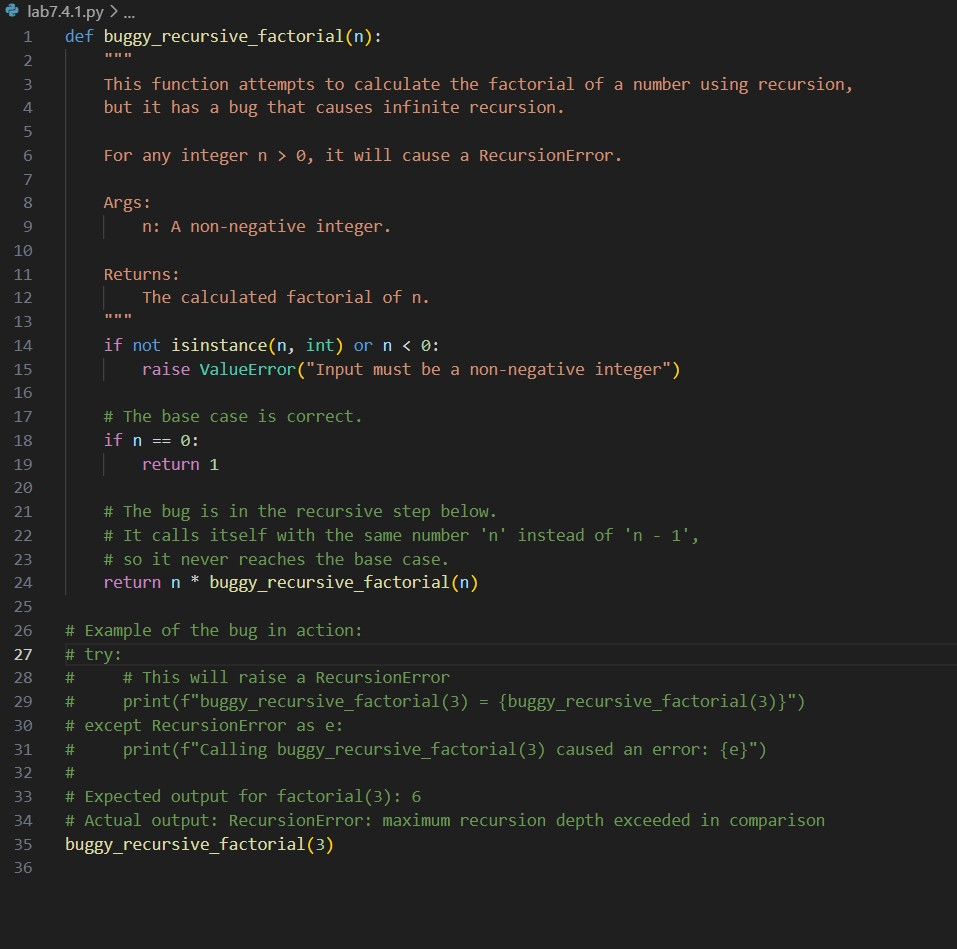 lab7.4.1.py > ...
1 def buggy_recursive_factorial(n):
2     """
3     This function attempts to calculate the factorial of a number using recursion,
4     but it has a bug that causes infinite recursion.
5
6     For any integer n > 0, it will cause a RecursionError.
7
8     Args:
9         n: A non-negative integer.
10
11     Returns:
12         The calculated factorial of n.
13     """
14     if not isinstance(n, int) or n < 0:
15         raise ValueError("Input must be a non-negative integer")
16
17     # The base case is correct.
18     if n == 0:
19         return 1
20
21     # The bug is in the recursive step below.
22     # It calls itself with the same number 'n' instead of 'n - 1',
23     # so it never reaches the base case.
24     return n * buggy_recursive_factorial(n)
25
26 # Example of the bug in action:
27 # try:
28 #     # This will raise a RecursionError
29 #     print(f"buggy_recursive_factorial(3) = {buggy_recursive_factorial(3)}")
30 # except RecursionError as e:
31 #     print(f"Calling buggy_recursive_factorial(3) caused an error: {e}")
32 #
33 # Expected output for factorial(3): 6
34 # Actual output: RecursionError: maximum recursion depth exceeded in comparison
35 buggy_recursive_factorial(3)
36